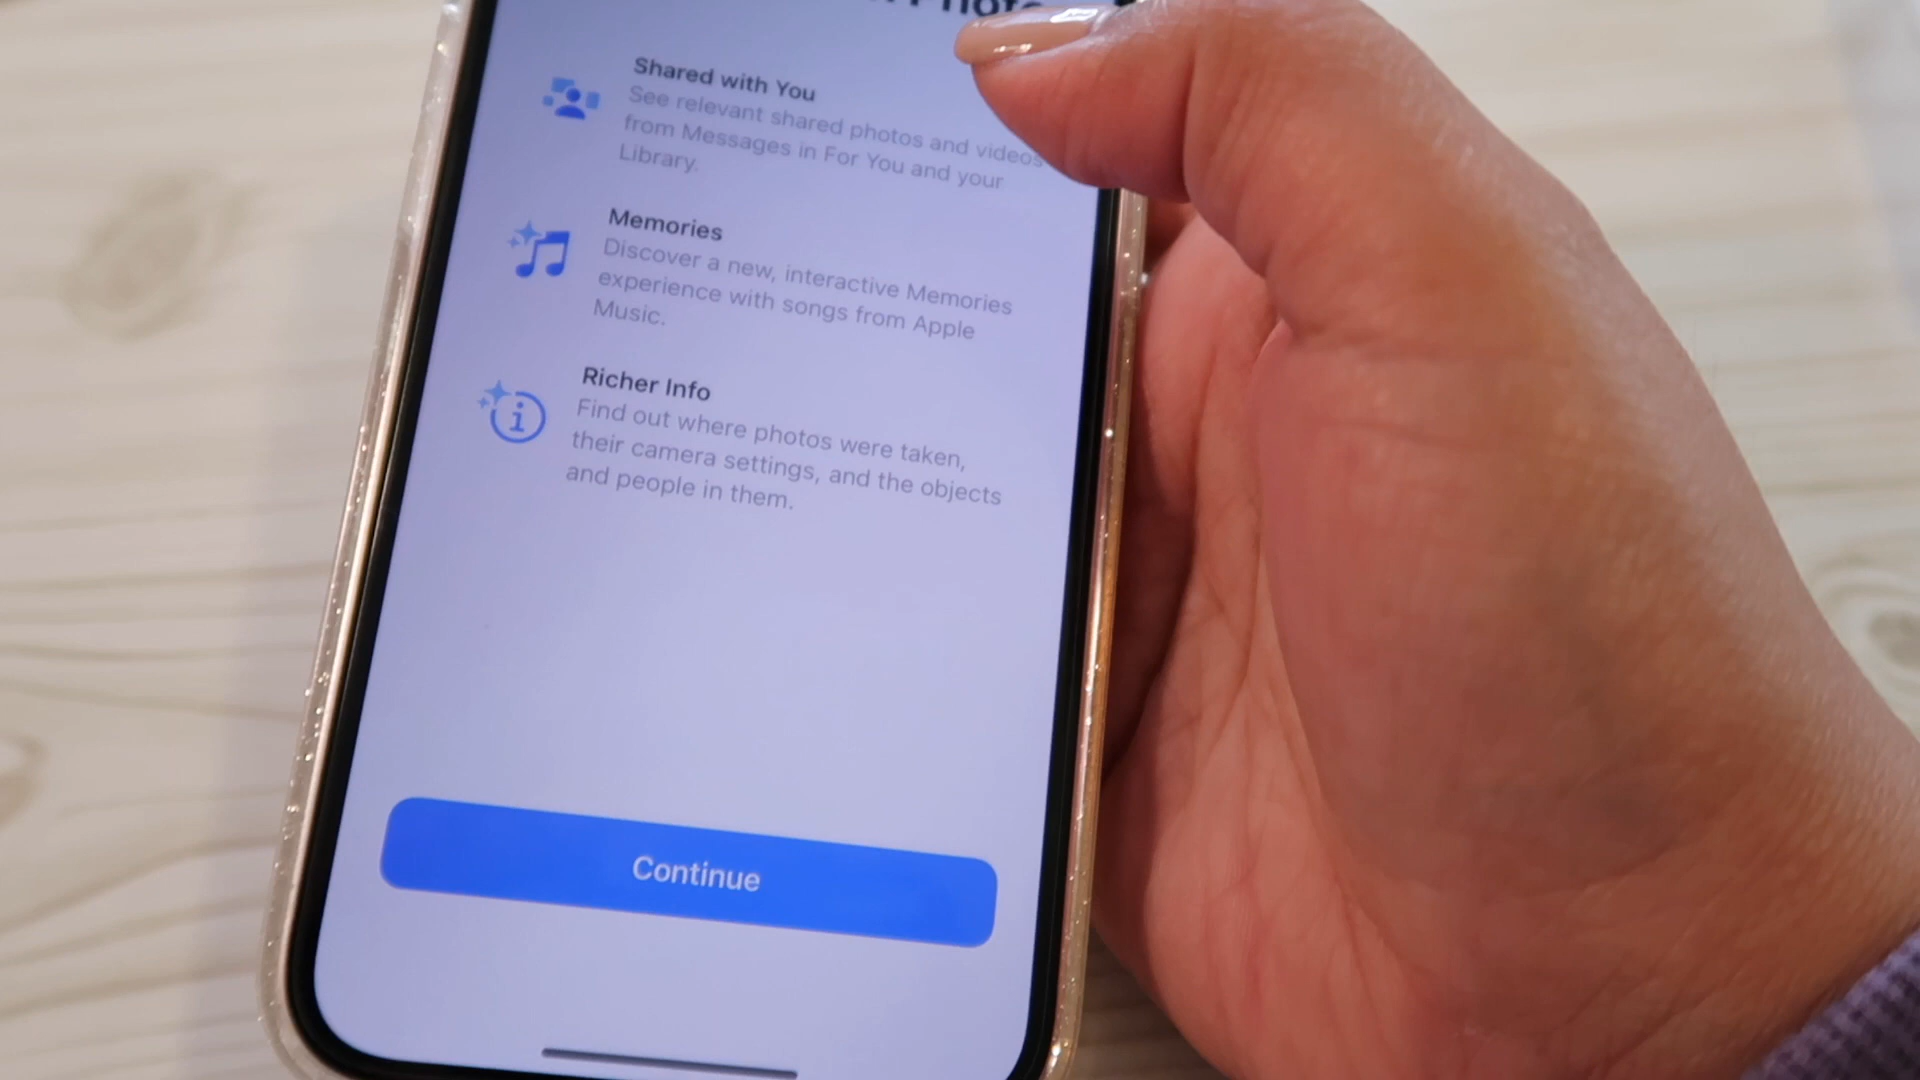 Shared with You
See relevant shared photos and videos
from Messages in For You and your
Library.
Memories
Discover a new, interactive Memories
experience with songs from Apple
Music.
Richer Info
Find out where photos were taken,
their camera settings, and the objects
and people in them.
Continue